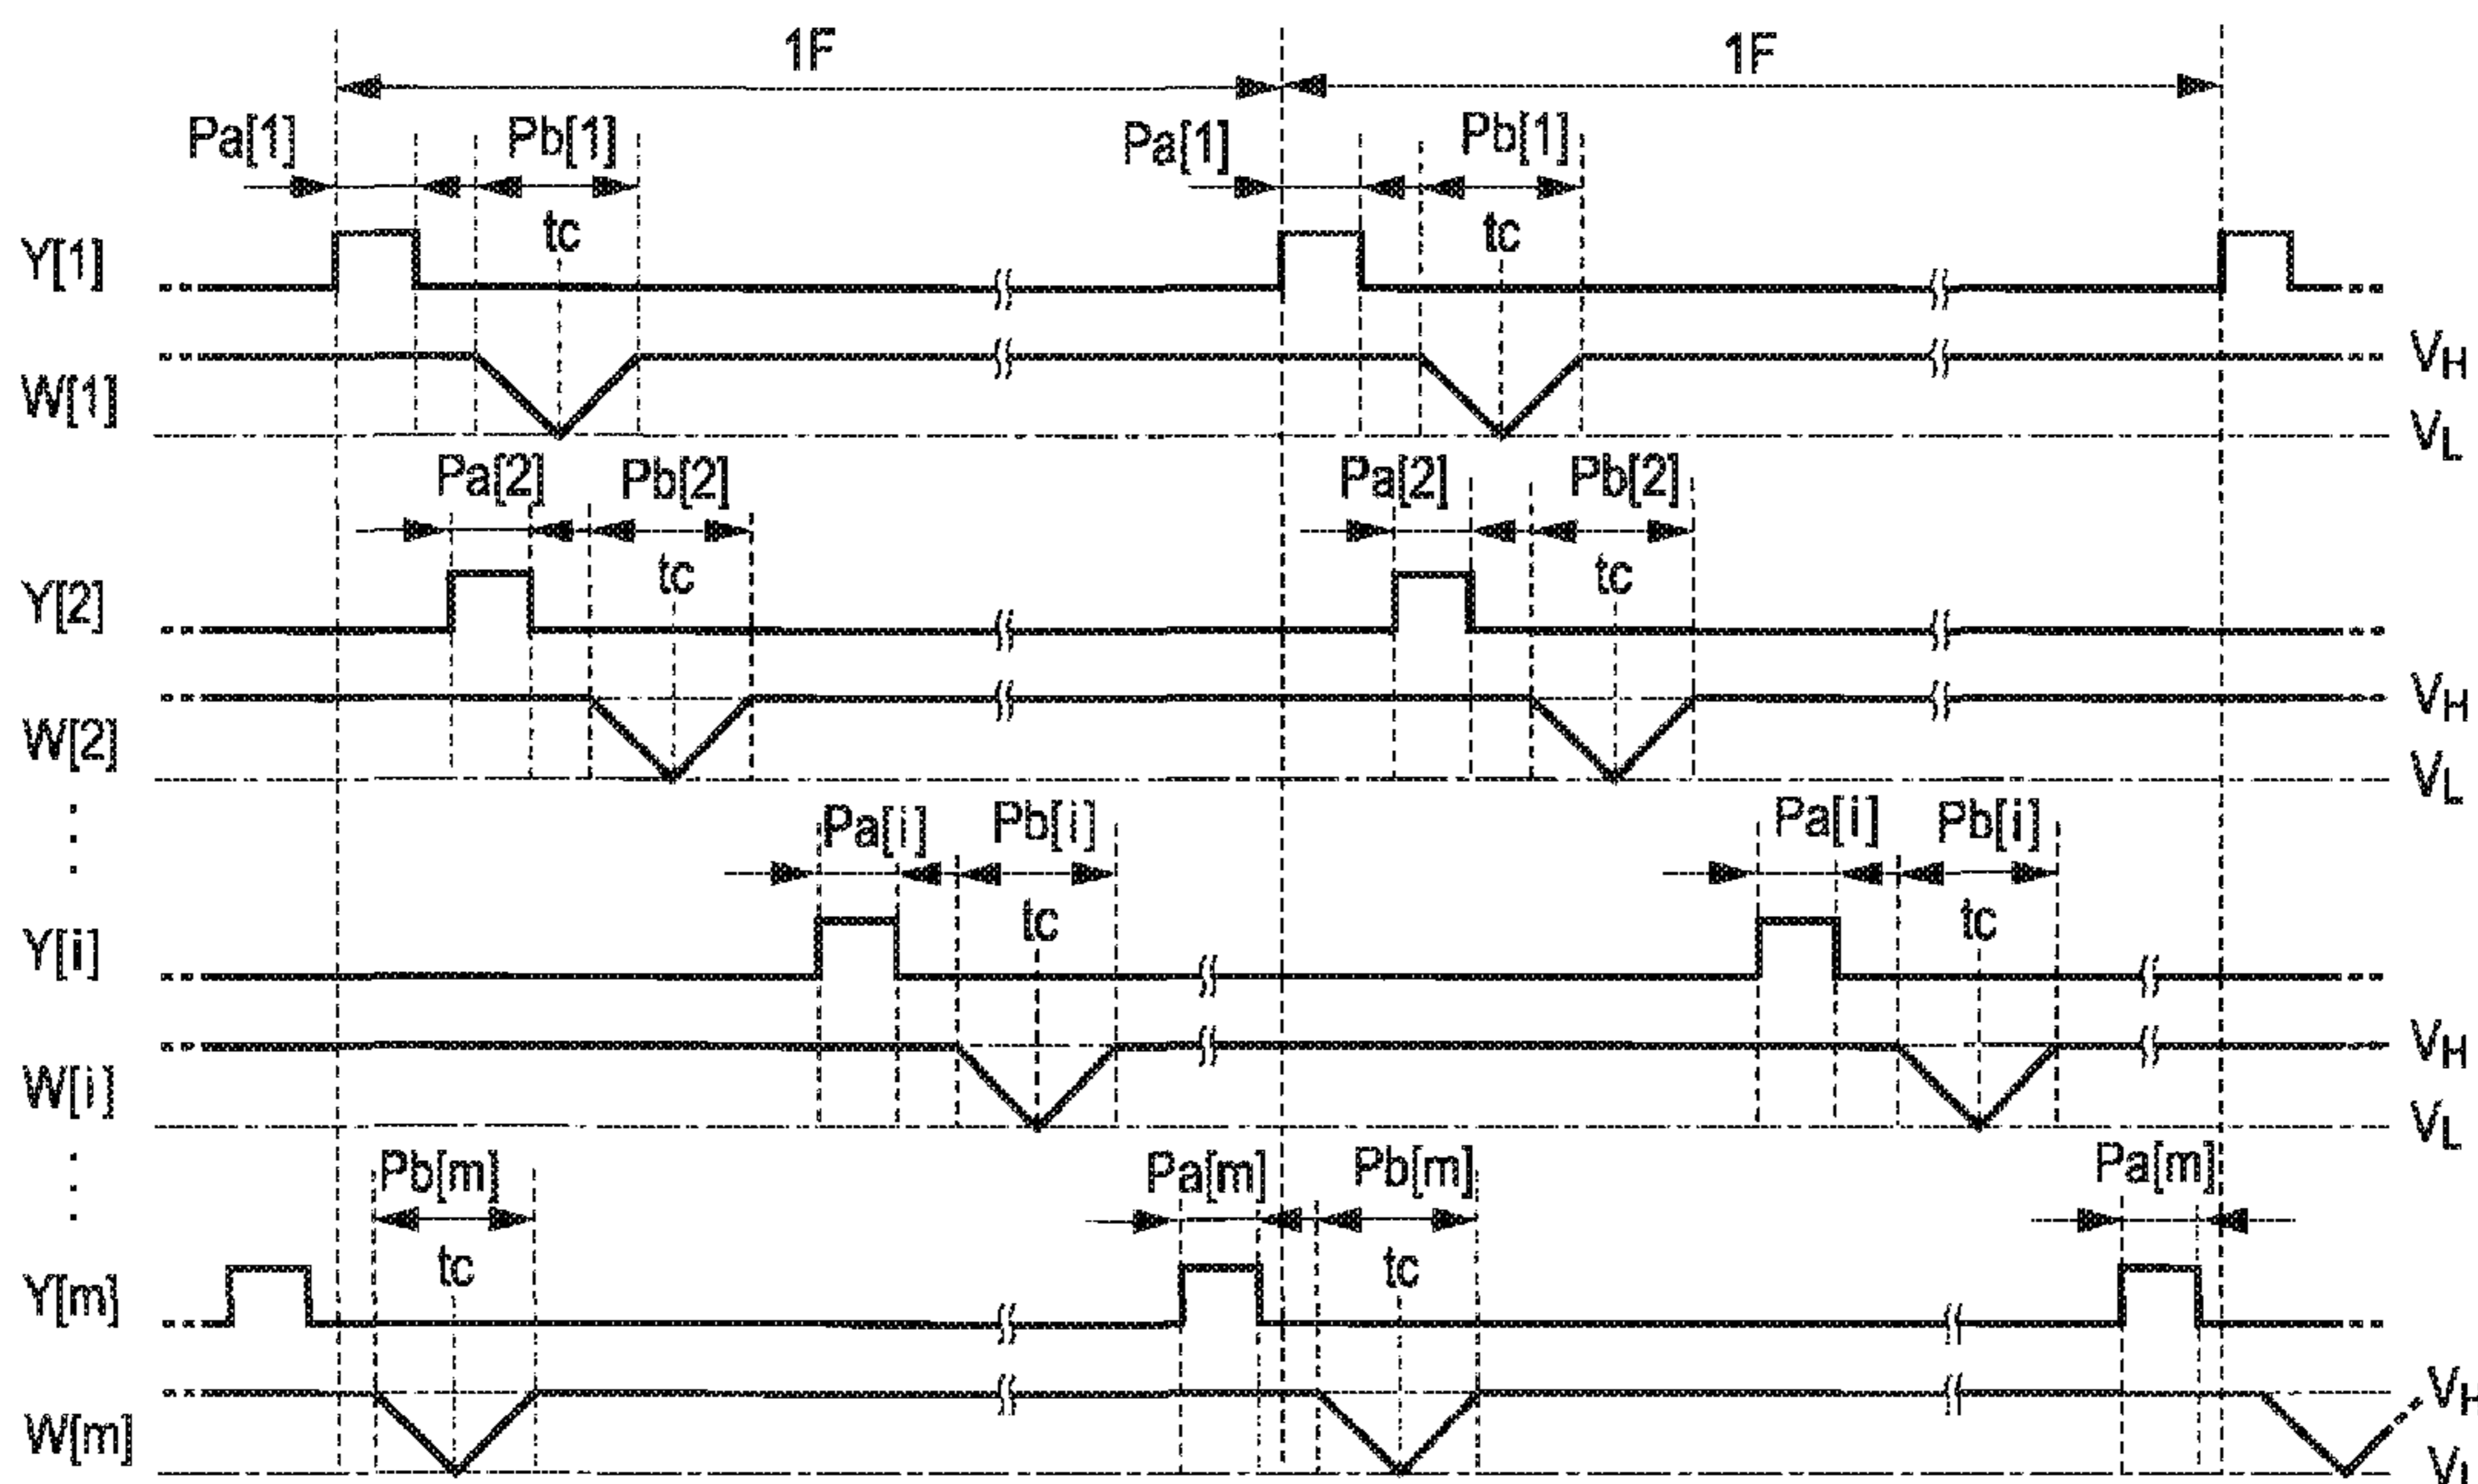 1F 1F
Pa[1] Pb[1] Pa[1] Pb[1]
tc tc
Y[1]
VH
W[1]
VL
Pa[2] Pb[2] Pa[2] Pb[2]
tc tc
Y[2]
VH
W[2]
VL
Pa[i] Pb[i] Pa[i] Pb[i]
tc tc
Y[i]
VH
W[i]
VL
Pb[m] Pa[m] Pb[m] Pa[m]
tc tc
Y[m]
VH
W[m]